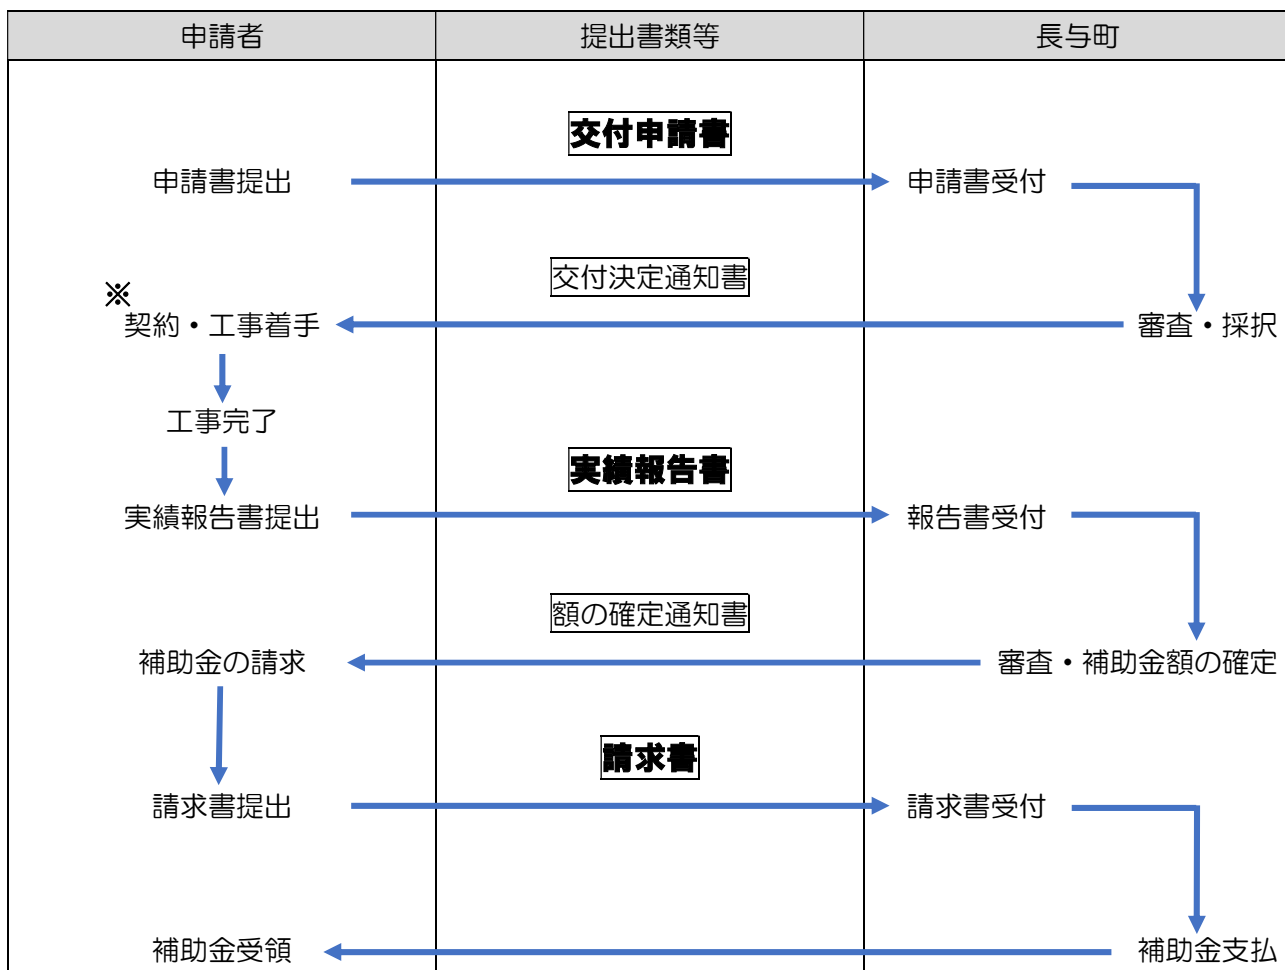 申請者 提出書類等 長与町
交付申請書
申請書提出 申請書受付
交付決定通知書
※
契約・工事着手 審査・採択
工事完了
実績報告書
実績報告書提出 報告書受付
額の確定通知書
補助金の請求 審査・補助金額の確定
請求書
請求書提出 請求書受付
補助金受領 補助金支払